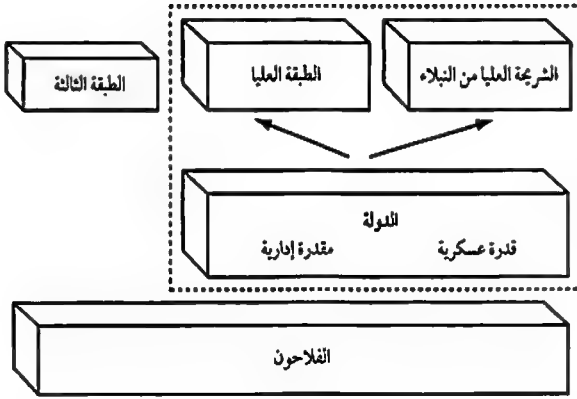 الشريحة العليا من النبلاء
الطبقة العليا
الطبقة الثالثة
الدولة
قدرة عسكرية
مقدرة إدارية
الفلاحون